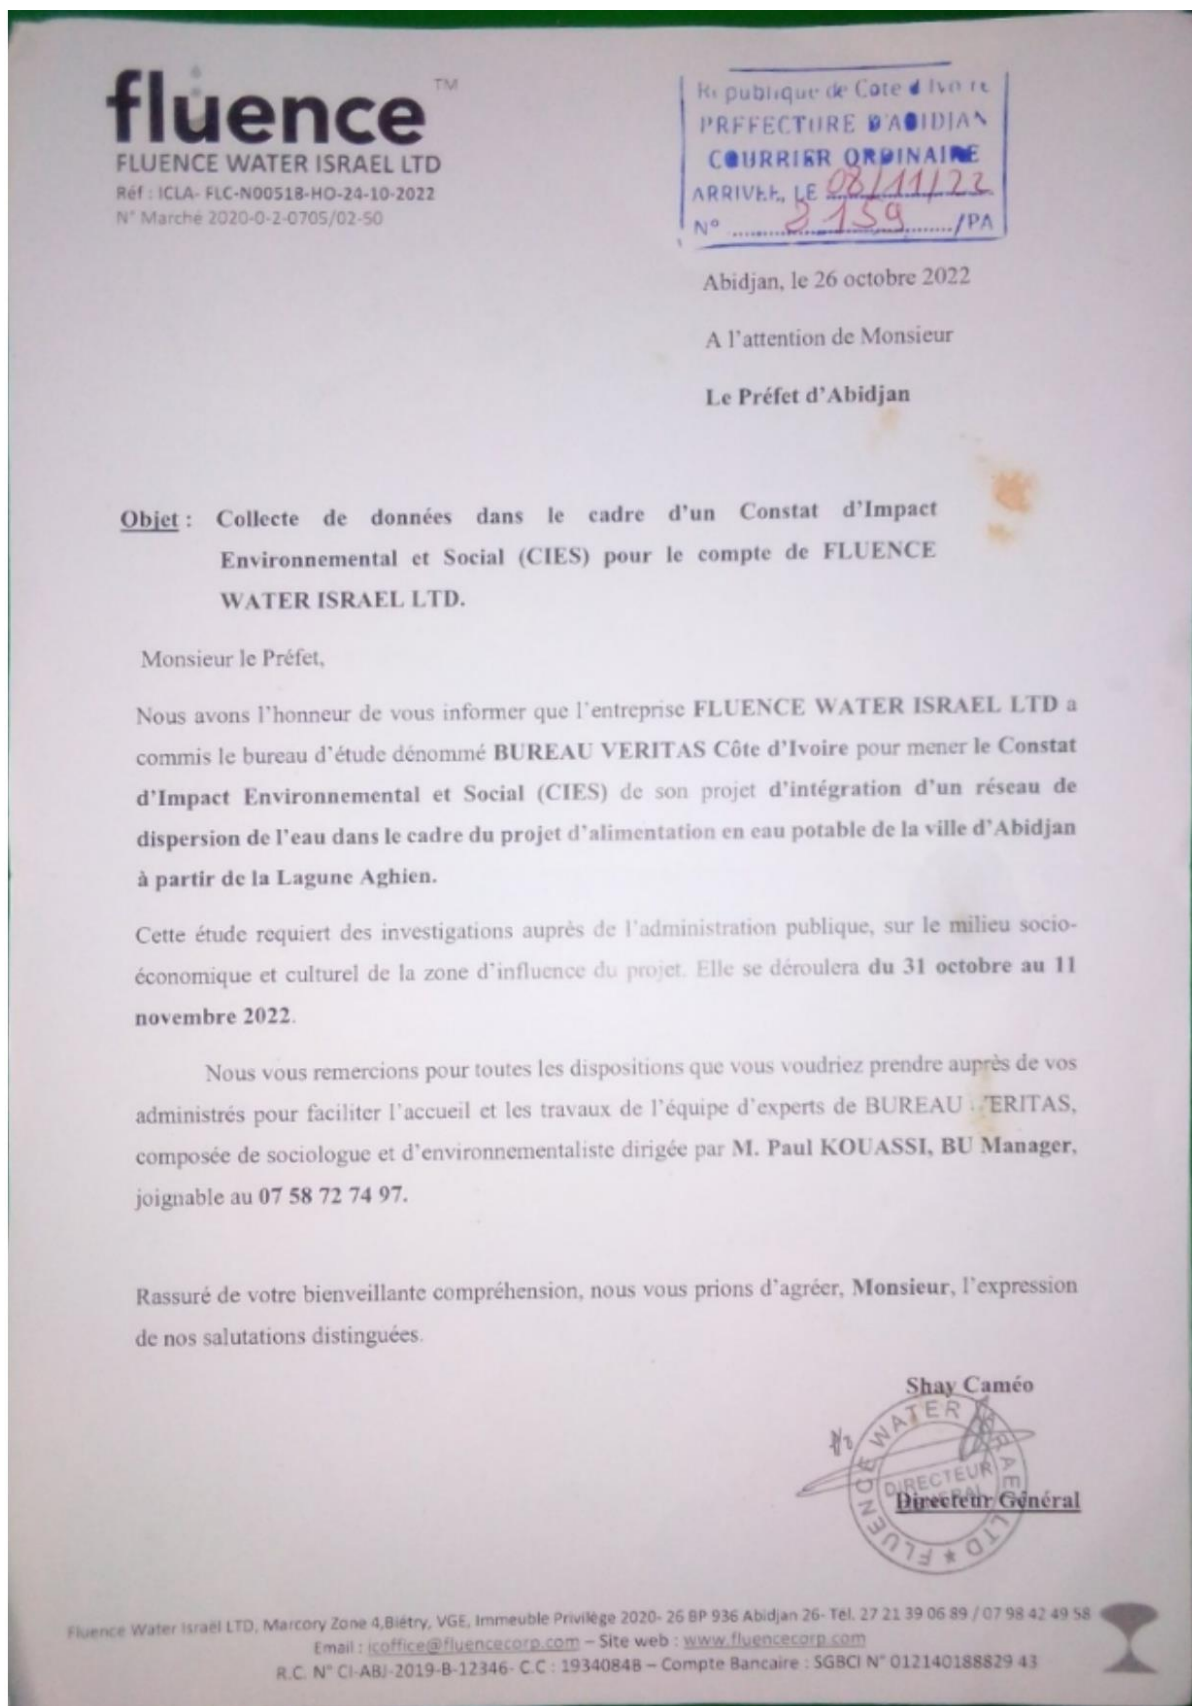 fluence™
FLUENCE WATER ISRAEL LTD
Réf : ICLA- FLC-N00518-HO-24-10-2022
N° Marché 2020-0-2-0705/02-50
République de Cote d'Ivoire
PREFECTURE D'ABIDJAN
COURRIER ORDINAIRE
ARRIVEE, LE 08/11/22
N° 3159 /PA
Abidjan, le 26 octobre 2022
A l'attention de Monsieur
Le Préfet d'Abidjan
Objet : Collecte de données dans le cadre d'un Constat d'Impact
Environnemental et Social (CIES) pour le compte de FLUENCE
WATER ISRAEL LTD.
Monsieur le Préfet,
Nous avons l'honneur de vous informer que l'entreprise FLUENCE WATER ISRAEL LTD a
commis le bureau d'étude dénommé BUREAU VERITAS Côte d'Ivoire pour mener le Constat
d'Impact Environnemental et Social (CIES) de son projet d'intégration d'un réseau de
dispersion de l'eau dans le cadre du projet d'alimentation en eau potable de la ville d'Abidjan
à partir de la Lagune Aghien.
Cette étude requiert des investigations auprès de l'administration publique, sur le milieu socio-
économique et culturel de la zone d'influence du projet. Elle se déroulera du 31 octobre au 11
novembre 2022.
Nous vous remercions pour toutes les dispositions que vous voudriez prendre auprès de vos
administrés pour faciliter l'accueil et les travaux de l'équipe d'experts de BUREAU VERITAS,
composée de sociologue et d'environnementaliste dirigée par M. Paul KOUASSI, BU Manager,
joignable au 07 58 72 74 97.
Rassuré de votre bienveillante compréhension, nous vous prions d'agréer, Monsieur, l'expression
de nos salutations distinguées.
Shay Caméo
FLUENCE WATER ISRAEL LTD
DIRECTEUR
GENERAL
Directeur Général
Fluence Water Israël LTD, Marcory Zone 4,Biétry, VGE, Immeuble Privilège 2020- 26 BP 936 Abidjan 26- Tél. 27 21 39 06 89 / 07 98 42 49 58
Email : icoffice@fluencecorp.com – Site web : www.fluencecorp.com
R.C. N° CI-ABJ-2019-B-12346- C.C : 1934084B – Compte Bancaire : SGBCI N° 012140188829 43